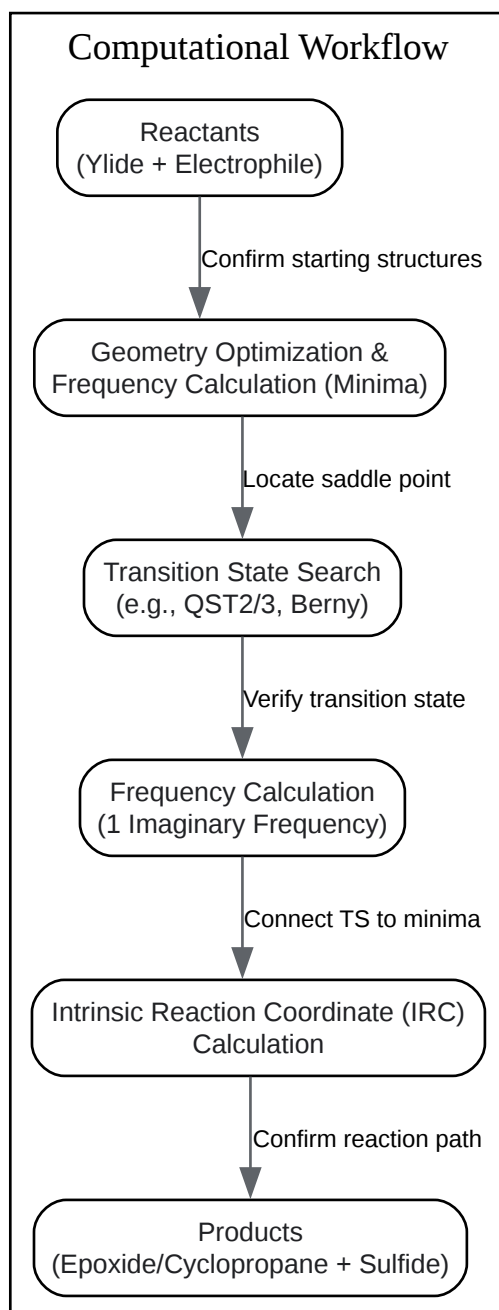 Computational Workflow
Reactants
(Ylide + Electrophile)
Confirm starting structures
Geometry Optimization &
Frequency Calculation (Minima)
Locate saddle point
Transition State Search
(e.g., QST2/3, Berny)
Verify transition state
Frequency Calculation
(1 Imaginary Frequency)
Connect TS to minima
Intrinsic Reaction Coordinate (IRC)
Calculation
Confirm reaction path
Products
(Epoxide/Cyclopropane + Sulfide)